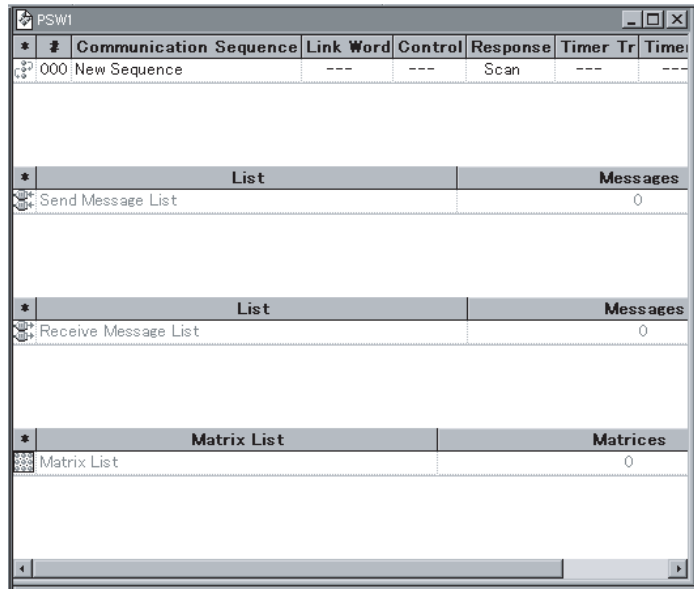 PSW1
* # Communication Sequence Link Word Control Response Timer Tr Timer
000 New Sequence --- --- Scan --- ---
* List Messages
Send Message List 0
* List Messages
Receive Message List 0
* Matrix List Matrices
Matrix List 0